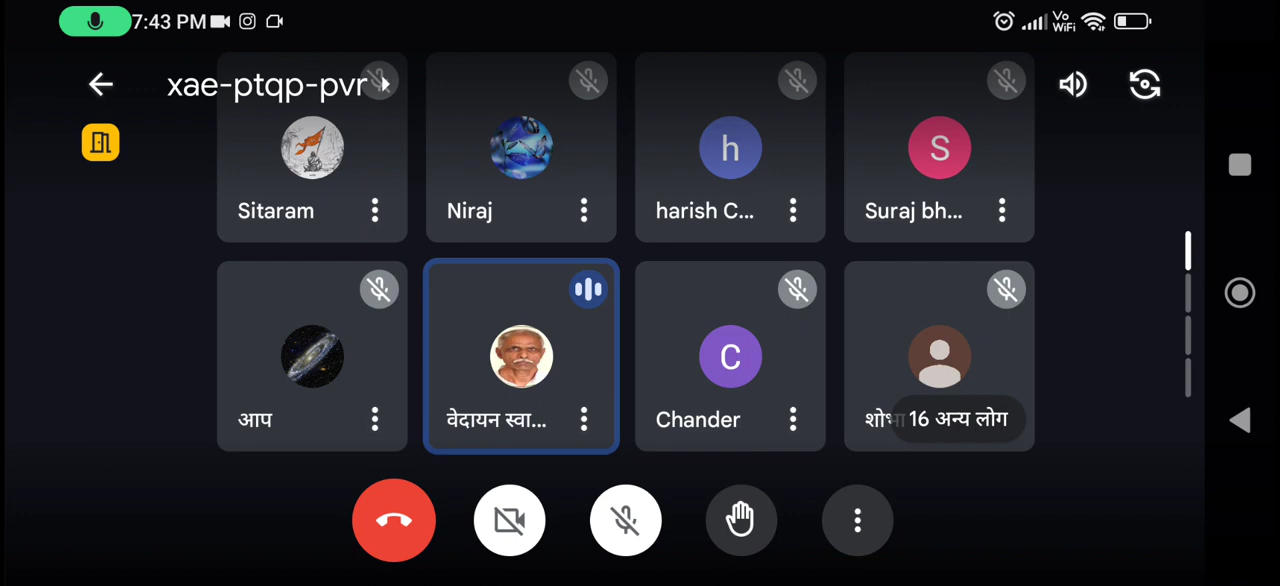 7:43 PM
Vo
WiFi
xae-ptqp-pvr
Sitaram
Niraj
h
harish C...
S
Suraj bh...
आप
वेदायन स्वा...
C
Chander
16 अन्य लोग